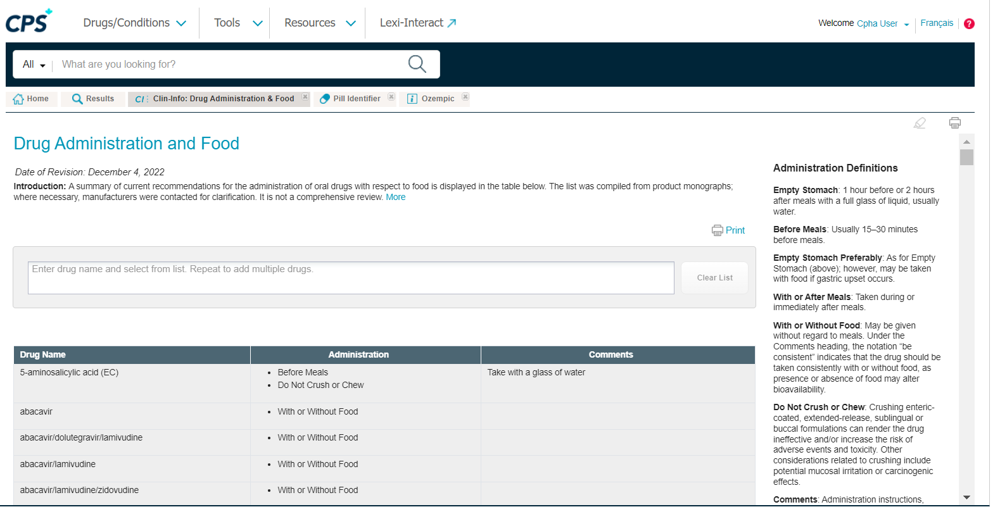 CPS
Drugs/Conditions
Tools
Resources
Lexi-Interact
Welcome Cpha User
Français
?
All
What are you looking for?
Home
Results
CI
Clin-Info: Drug Administration & Food
Pill Identifier
Ozempic
Drug Administration and Food
Date of Revision: December 4, 2022
Introduction: A summary of current recommendations for the administration of oral drugs with respect to food is displayed in the table below. The list was compiled from product monographs;
where necessary, manufacturers were contacted for clarification. It is not a comprehensive review. More
Print
Enter drug name and select from list. Repeat to add multiple drugs.
Clear List
Drug Name
Administration
Comments
5-aminosalicylic acid (EC)
• Before Meals
• Do Not Crush or Chew
Take with a glass of water
abacavir
• With or Without Food
abacavir/dolutegravir/lamivudine
• With or Without Food
abacavir/lamivudine
• With or Without Food
abacavir/lamivudine/zidovudine
• With or Without Food
Administration Definitions
Empty Stomach: 1 hour before or 2 hours
after meals with a full glass of liquid, usually
water.
Before Meals: Usually 15–30 minutes
before meals.
Empty Stomach Preferably: As for Empty
Stomach (above); however, may be taken
with food if gastric upset occurs.
With or After Meals: Taken during or
immediately after meals.
With or Without Food: May be given
without regard to meals. Under the
Comments heading, the notation “be
consistent” indicates that the drug should be
taken consistently with or without food, as
presence or absence of food may alter
bioavailability.
Do Not Crush or Chew: Crushing enteric-
coated, extended-release, sublingual or
buccal formulations can render the drug
ineffective and/or increase the risk of
adverse events and toxicity. Other
considerations related to crushing include
potential mucosal irritation or carcinogenic
effects.
Comments: Administration instructions,